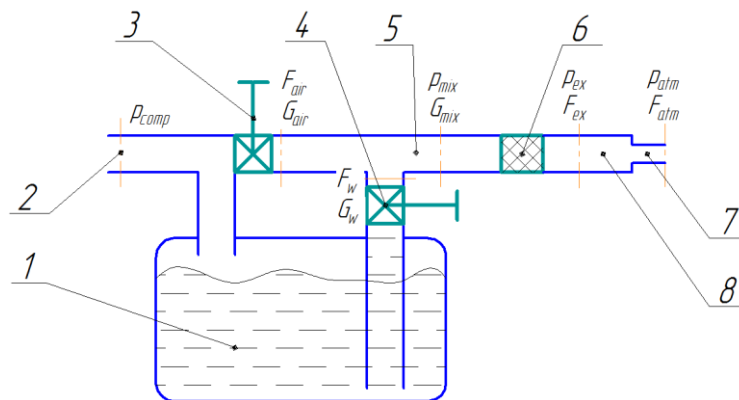 3
4
5
6
F_air
G_air
p_mix
G_mix
p_ex
F_ex
p_atm
F_atm
p_comp
F_w
G_w
2
7
1
8